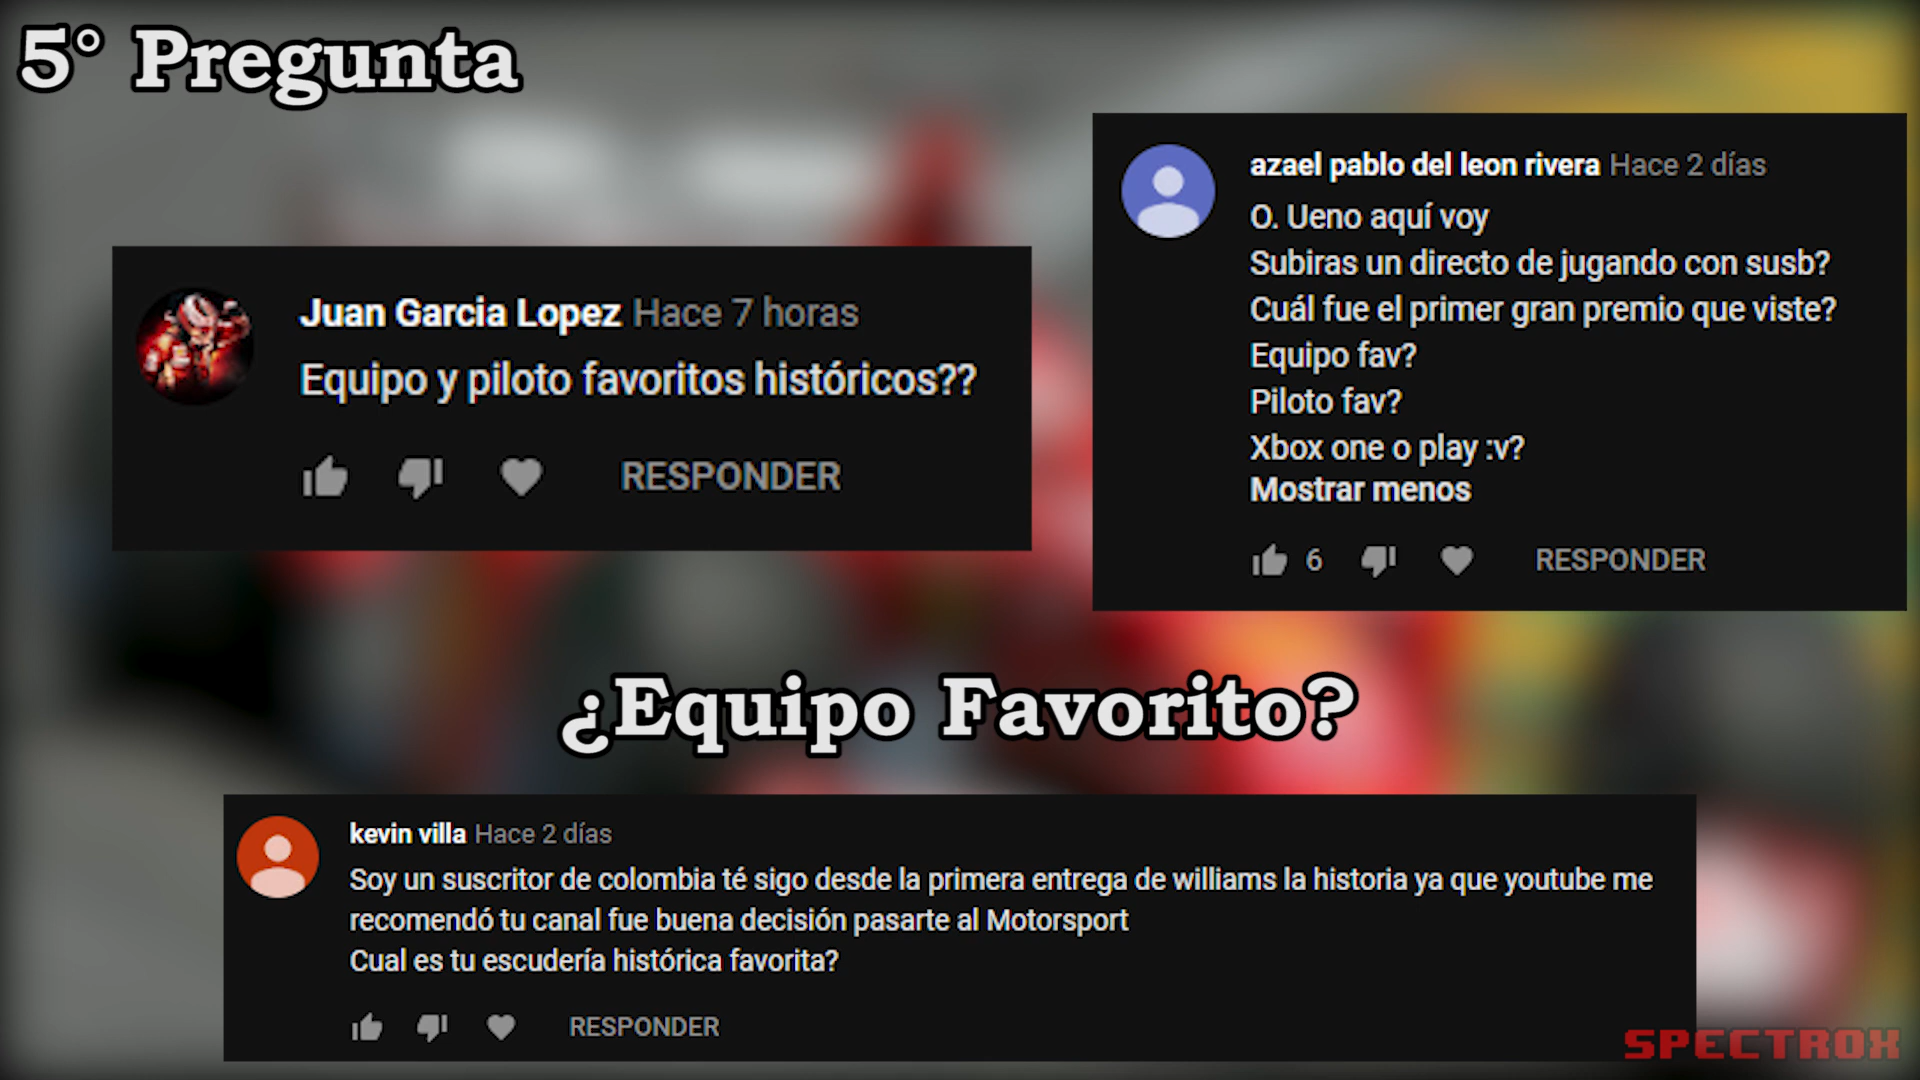 5° Pregunta
Juan Garcia Lopez Hace 7 horas
Equipo y piloto favoritos históricos??
RESPONDER
azael pablo del leon rivera Hace 2 días
O. Ueno aquí voy
Subiras un directo de jugando con susb?
Cuál fue el primer gran premio que viste?
Equipo fav?
Piloto fav?
Xbox one o play :v?
Mostrar menos
6 RESPONDER
¿Equipo Favorito?
kevin villa Hace 2 días
Soy un suscritor de colombia té sigo desde la primera entrega de williams la historia ya que youtube me
recomendó tu canal fue buena decisión pasarte al Motorsport
Cual es tu escudería histórica favorita?
RESPONDER
SPECTROX